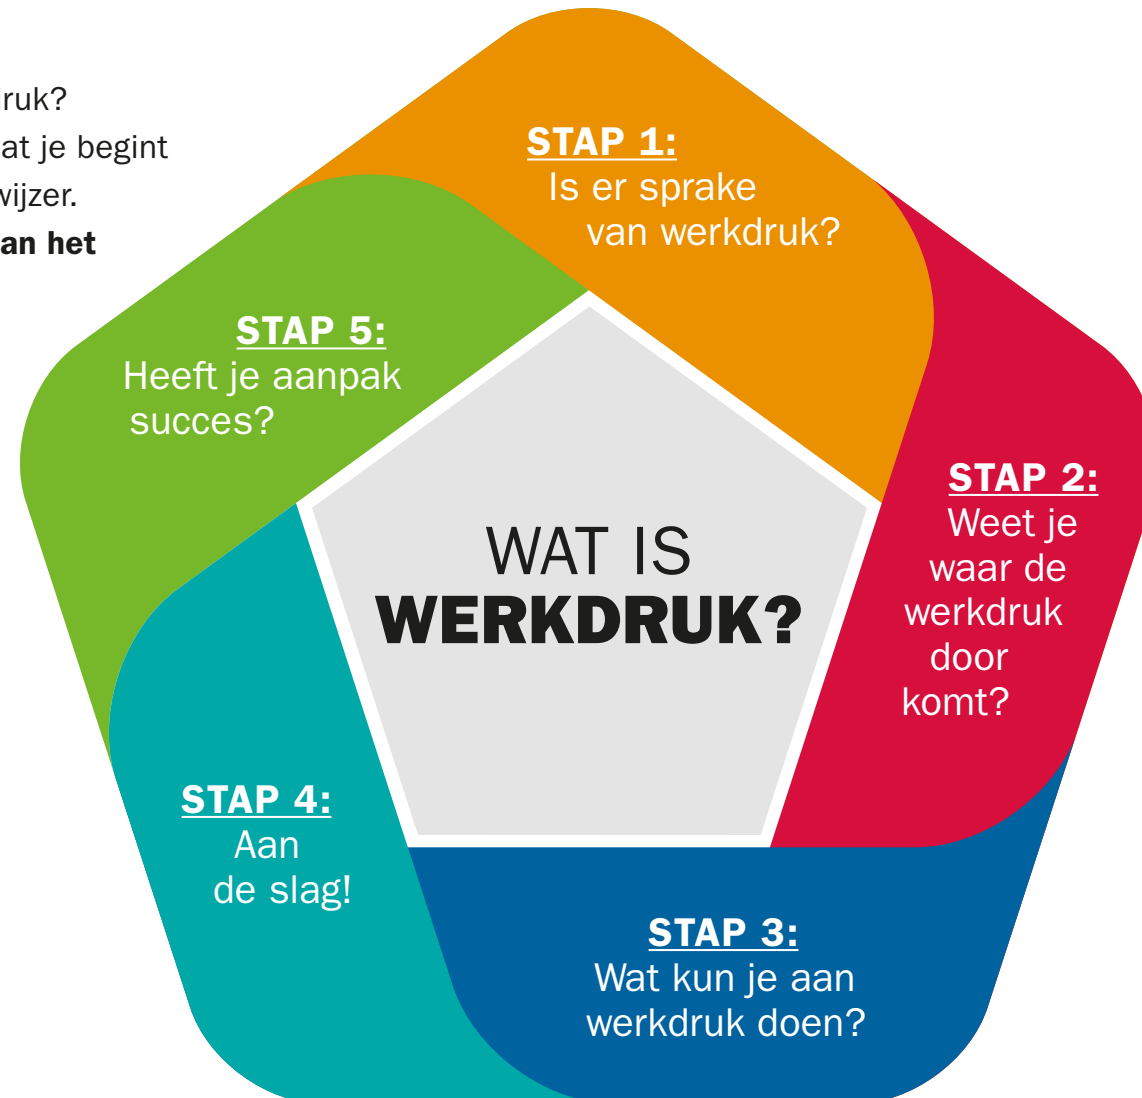 at je begint
an het
STAP 1:
Is er sprake
van werkdruk?
STAP 2:
Weet je
waar de
werkdruk
door
komt?
STAP 3:
Wat kun je aan
werkdruk doen?
STAP 4:
Aan
de slag!
STAP 5:
Heeft je aanpak
succes?
WAT IS
WERKDRUK?